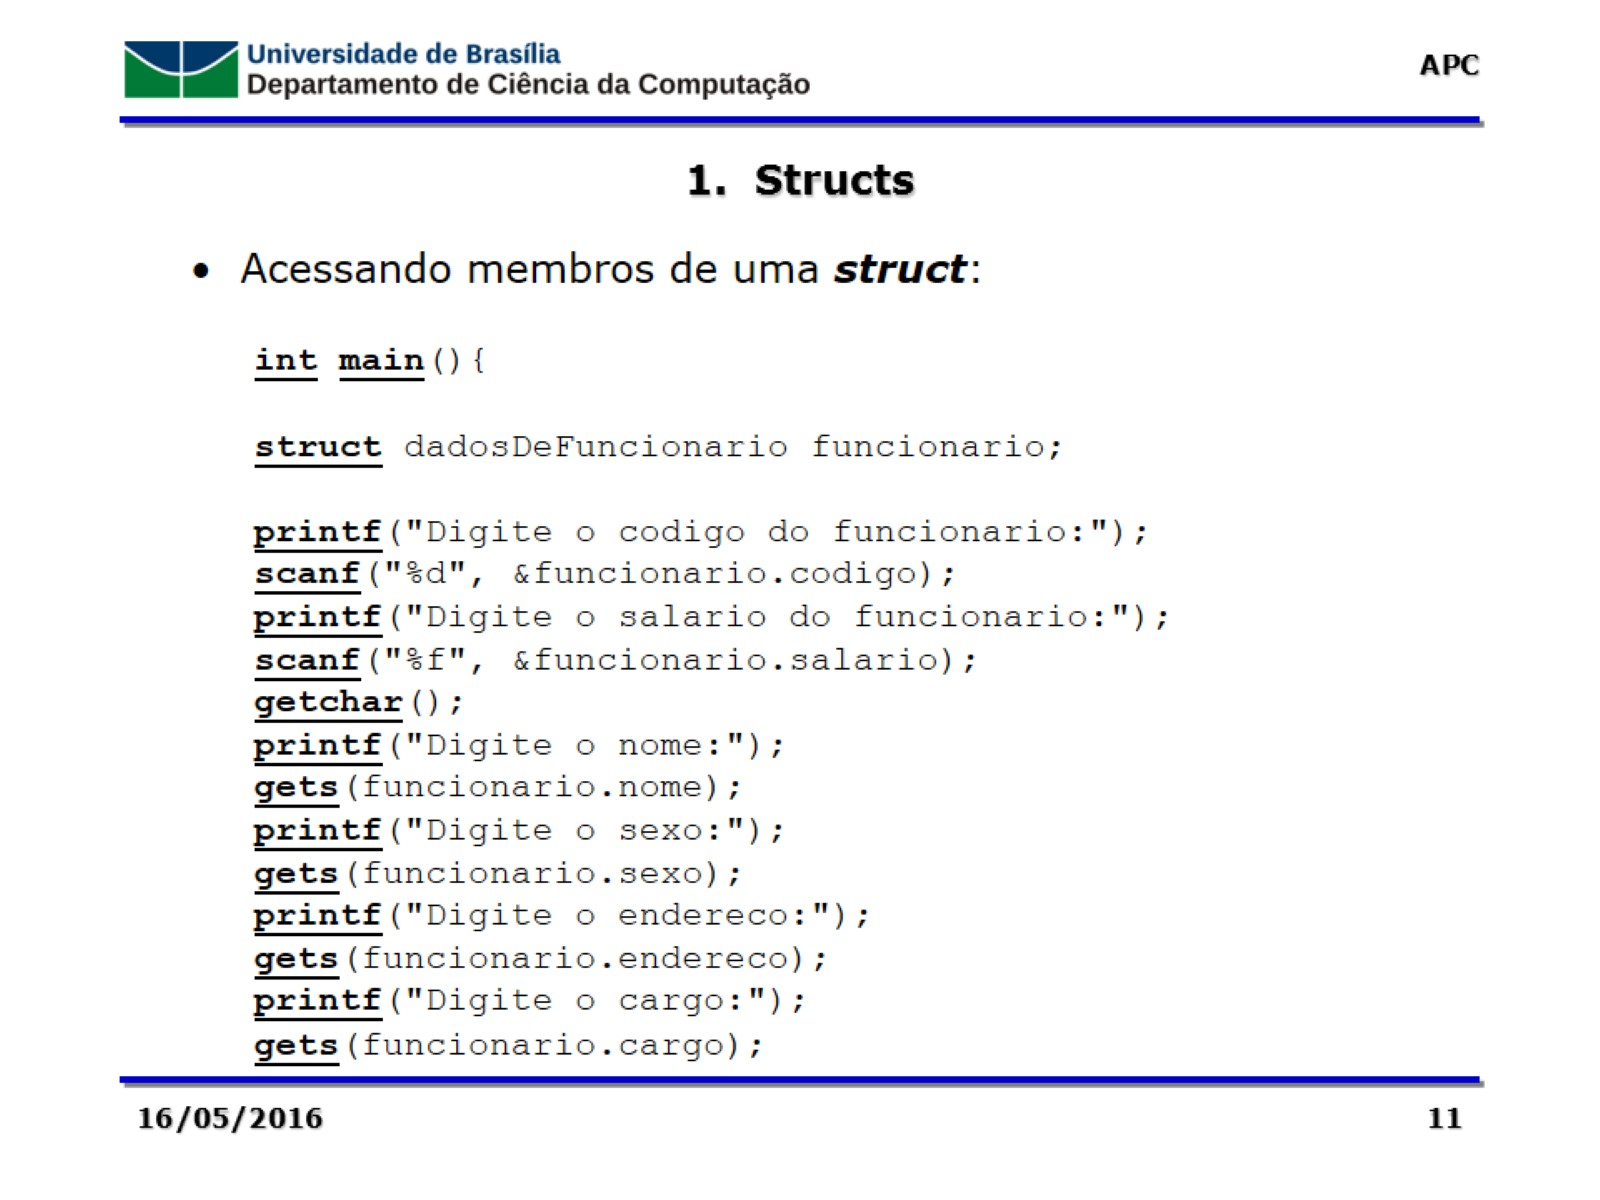 Universidade de Brasília
Departamento de Ciência da Computação
APC
1. Structs
• Acessando membros de uma struct:
int main(){
struct dadosDeFuncionario funcionario;
printf("Digite o codigo do funcionario:");
scanf("%d", &funcionario.codigo);
printf("Digite o salario do funcionario:");
scanf("%f", &funcionario.salario);
getchar();
printf("Digite o nome:");
gets(funcionario.nome);
printf("Digite o sexo:");
gets(funcionario.sexo);
printf("Digite o endereco:");
gets(funcionario.endereco);
printf("Digite o cargo:");
gets(funcionario.cargo);
16/05/2016
11